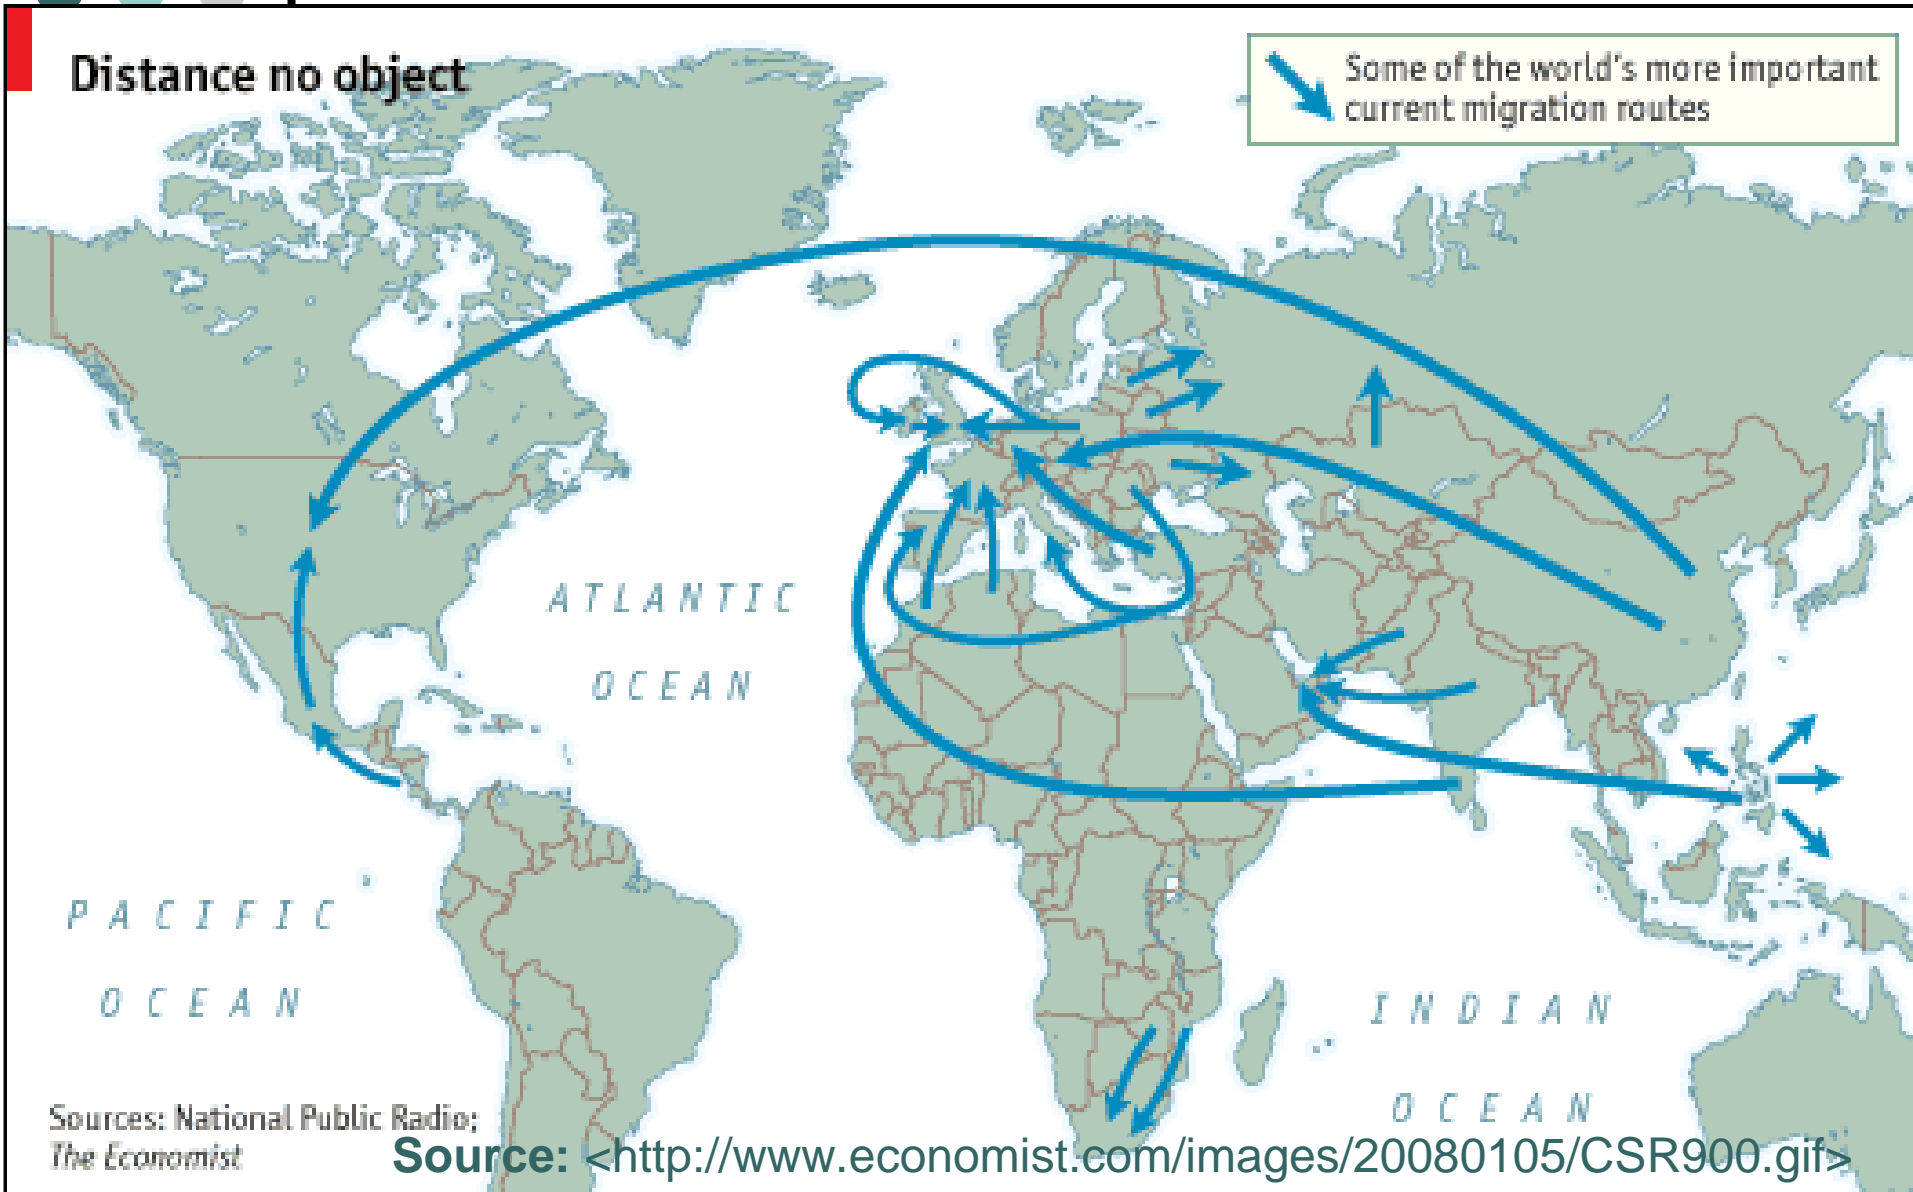 Distance no object
Some of the world's more important
current migration routes
ATLANTIC
OCEAN
PACIFIC
OCEAN
INDIAN
OCEAN
Sources: National Public Radio;
The Economist
Source: <http://www.economist.com/images/20080105/CSR900.gif>